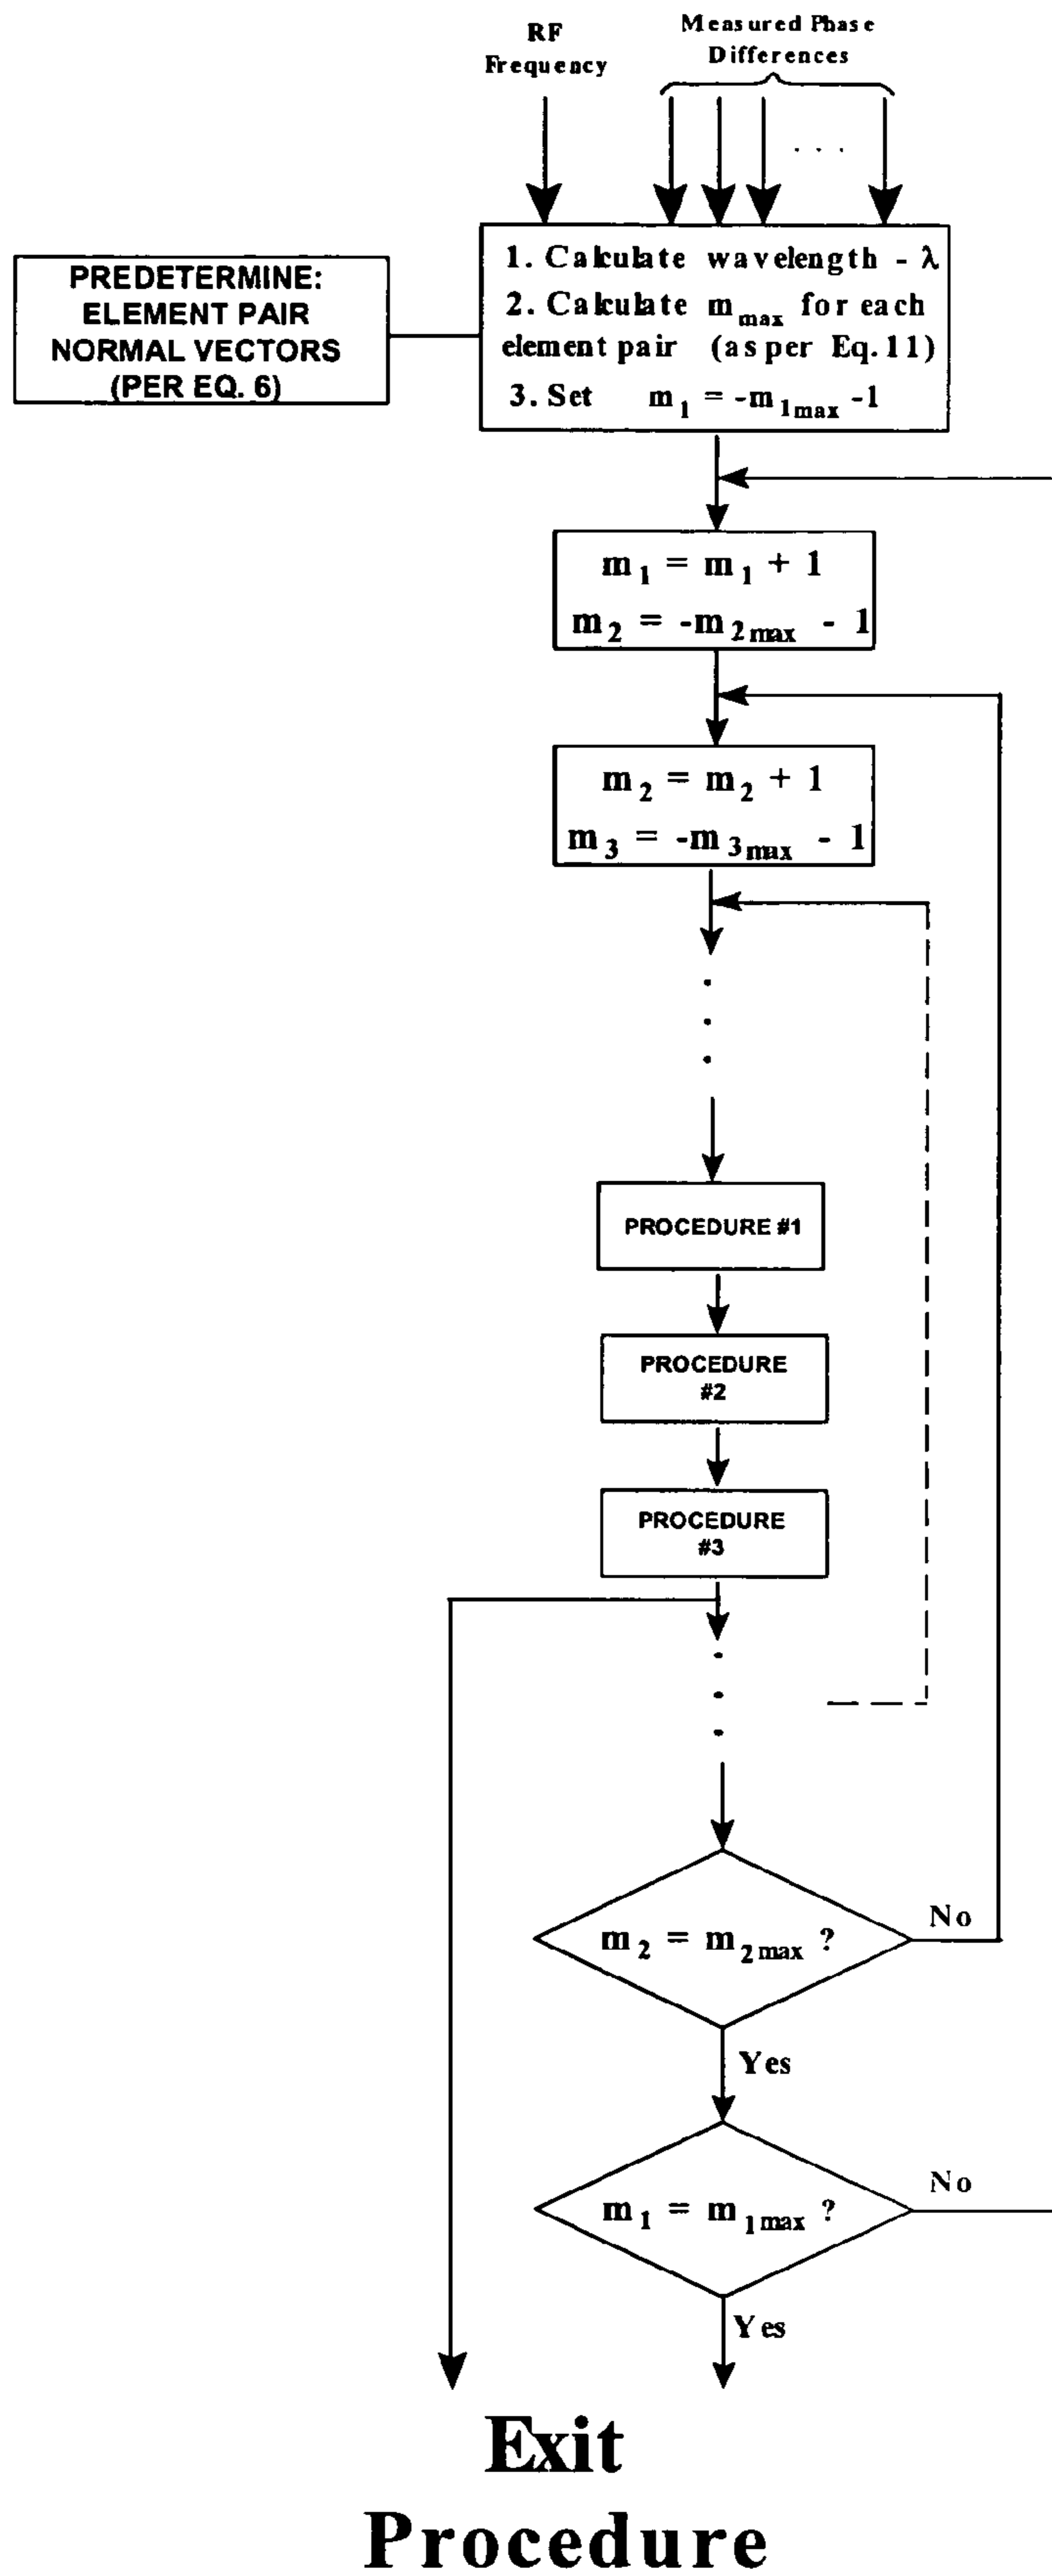 RF
Frequency
Measured Phase
Differences
. . .
PREDETERMINE:
ELEMENT PAIR
NORMAL VECTORS
(PER EQ. 6)
1. Calculate wavelength - λ
2. Calculate m max for each
element pair (as per Eq.11)
3. Set m 1 = -m 1max -1
m 1 = m 1 + 1
m 2 = -m 2max - 1
m 2 = m 2 + 1
m 3 = -m 3max - 1
PROCEDURE #1
PROCEDURE
#2
PROCEDURE
#3
m 2 = m 2max ?
No
Yes
m 1 = m 1max ?
No
Yes
Exit
Procedure